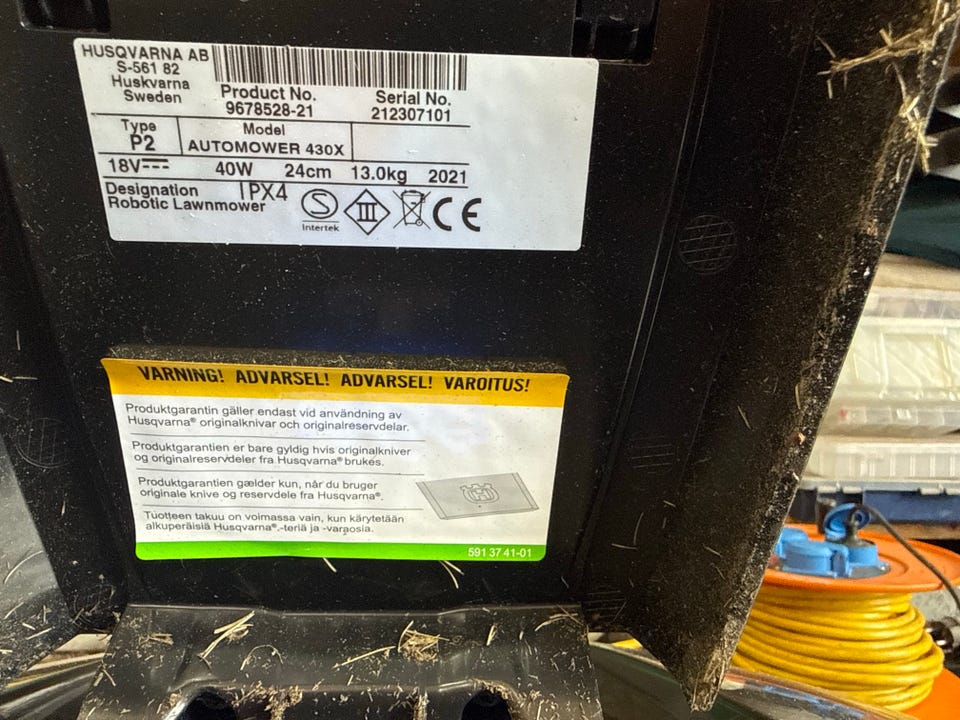 HUSQVARNA AB
S-561 82
Huskvarna
Sweden
Product No.
9678528-21
Serial No.
212307101
Type
P2
Model
AUTOMOWER 430X
18V 40W 24cm 13.0kg 2021
Designation IPX4
Robotic Lawnmower
S
Intertek
III
CE
VARNING! ADVARSEL! ADVARSEL! VAROITUS!
Produktgarantin gäller endast vid användning av
Husqvarna® originalknivar och originalreservdelar.
Produktgarantien er bare gyldig hvis originalkniver
og originalreservdeler fra Husqvarna® brukes.
Produktgarantien gælder kun, når du bruger
originale knive og reservdele fra Husqvarna®.
Tuotteen takuu on voimassa vain, kun käytetään
alkuperäisiä Husqvarna®.-teriä ja -varaosia.
591 37 41-01